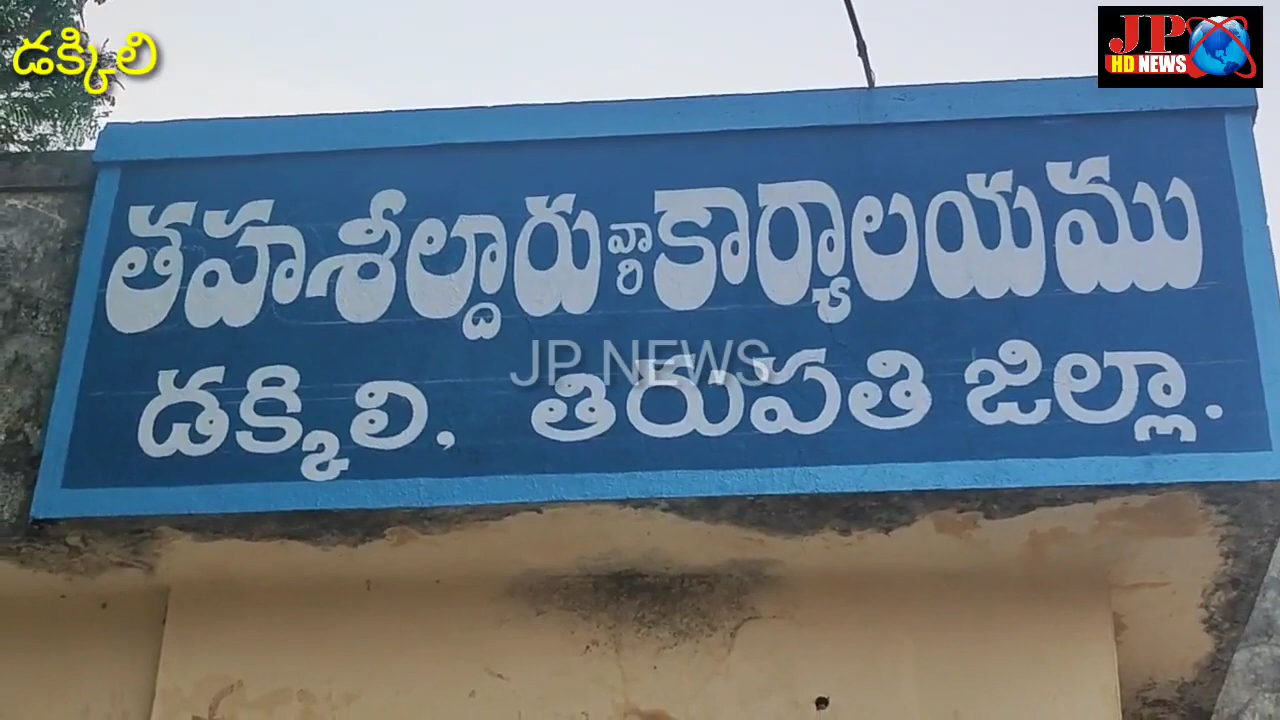 డక్కిలి
JP
HD NEWS
తహశీల్దారు వ్యారి కార్యాలయము
JP NEWS
డక్కిలి, తిరుపతి జిల్లా.